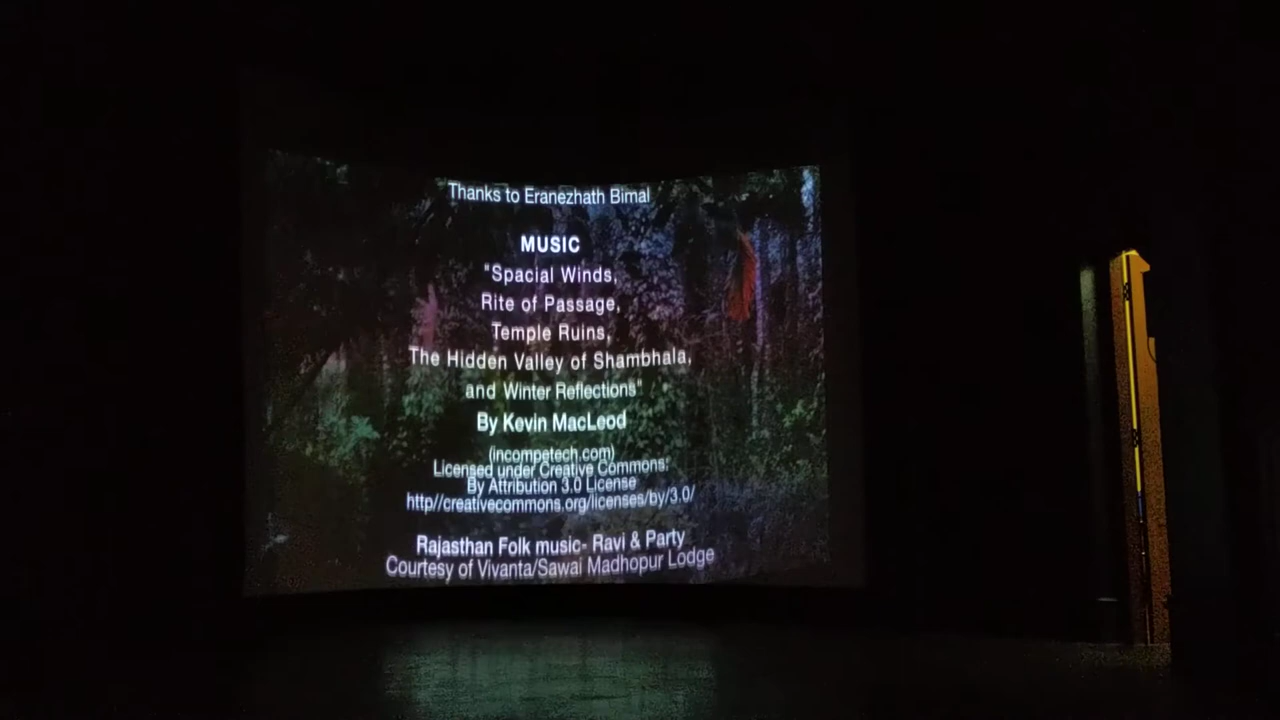 Thanks to Eranezhath Bimal
MUSIC
"Spacial Winds,
Rite of Passage,
Temple Ruins,
The Hidden Valley of Shambhala,
and Winter Reflections"
By Kevin MacLeod
(incompetech.com)
Licensed under Creative Commons:
By Attribution 3.0 License
http//creativecommons.org/licenses/by/3.0/
Rajasthan Folk music- Ravi & Party
Courtesy of Vivanta/Sawai Madhopur Lodge